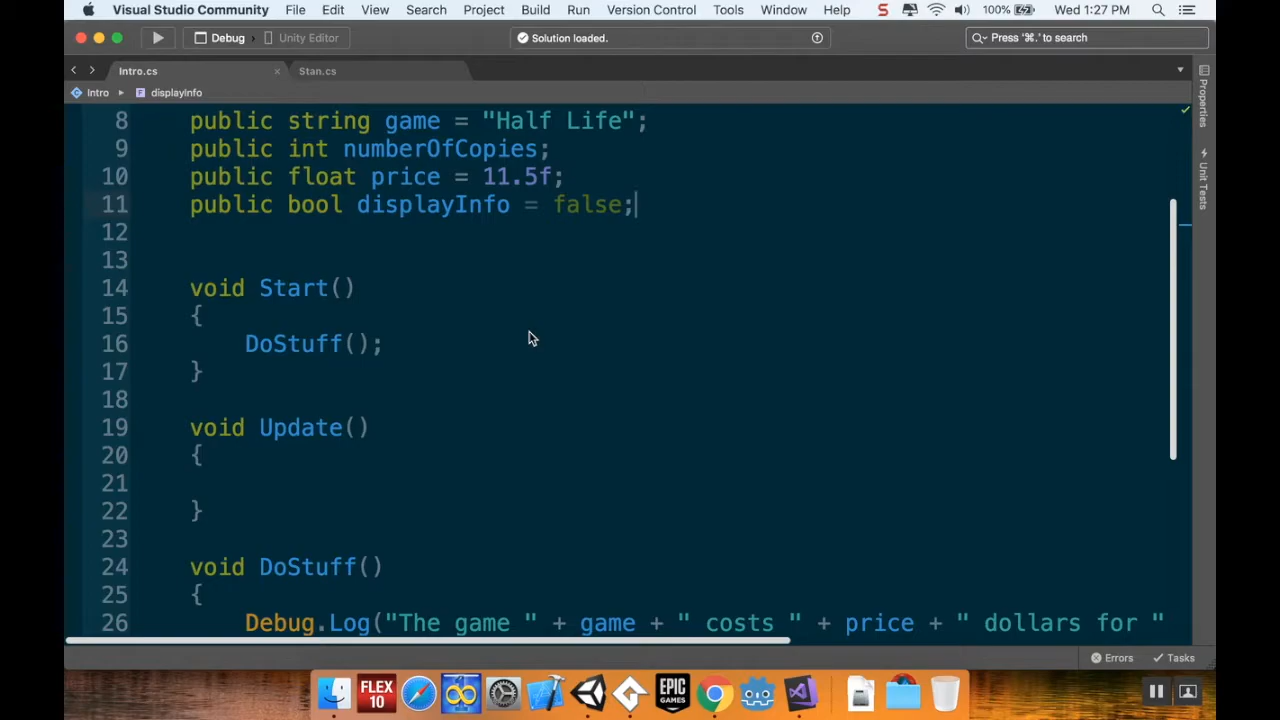 Visual Studio Community File Edit View Search Project Build Run Version Control Tools Window Help 100% Wed 1:27 PM
Debug Unity Editor Solution loaded. Press '⌘.' to search
Intro.cs Stan.cs
Intro displayInfo
8 public string game = "Half Life";
9 public int numberOfCopies;
10 public float price = 11.5f;
11 public bool displayInfo = false;
12
13
14 void Start()
15 {
16 DoStuff();
17 }
18
19 void Update()
20 {
21
22 }
23
24 void DoStuff()
25 {
26 Debug.Log("The game " + game + " costs " + price + " dollars for "
Properties
Unit Tests
Errors Tasks
FLEX
10
EPIC
GAMES